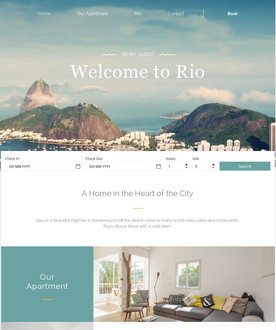 Home Our Apartment Rio Contact Book
BE MY GUEST
Welcome to Rio
Check In Check Out Adults Kids
DD MM YYYY DD MM YYYY 1 0 Search
A Home in the Heart of the City
Stay in a beautiful highrise in Ipanema just off the beach close to many world-class cafes and restaurants.
Enjoy Bossa Nova with a cold beer!
Our
Apartment